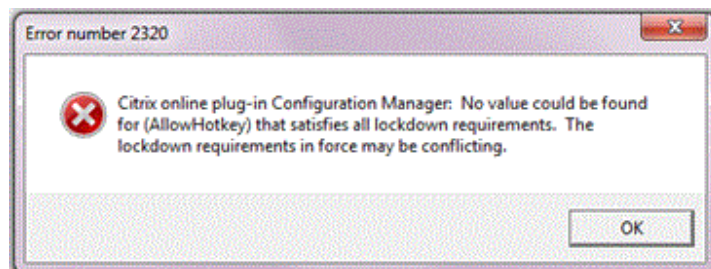 Error number 2320
Citrix online plug-in Configuration Manager:  No value could be found
for (AllowHotkey) that satisfies all lockdown requirements.  The
lockdown requirements in force may be conflicting.
OK